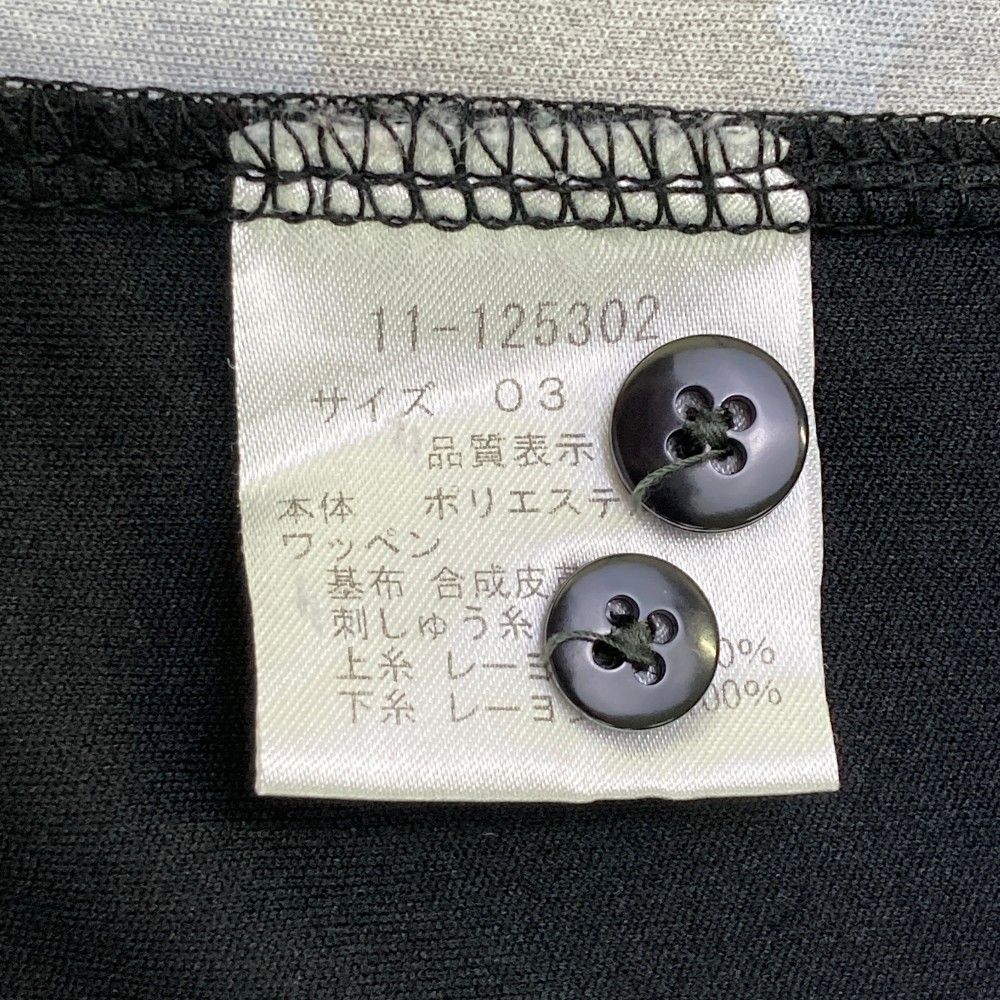 11-125302
サイズ 03
品質表示
本体 ポリエステ
ワッペン
基布 合成皮
刺しゅう糸
上糸 レーヨ 0%
下糸 レーヨ 00%